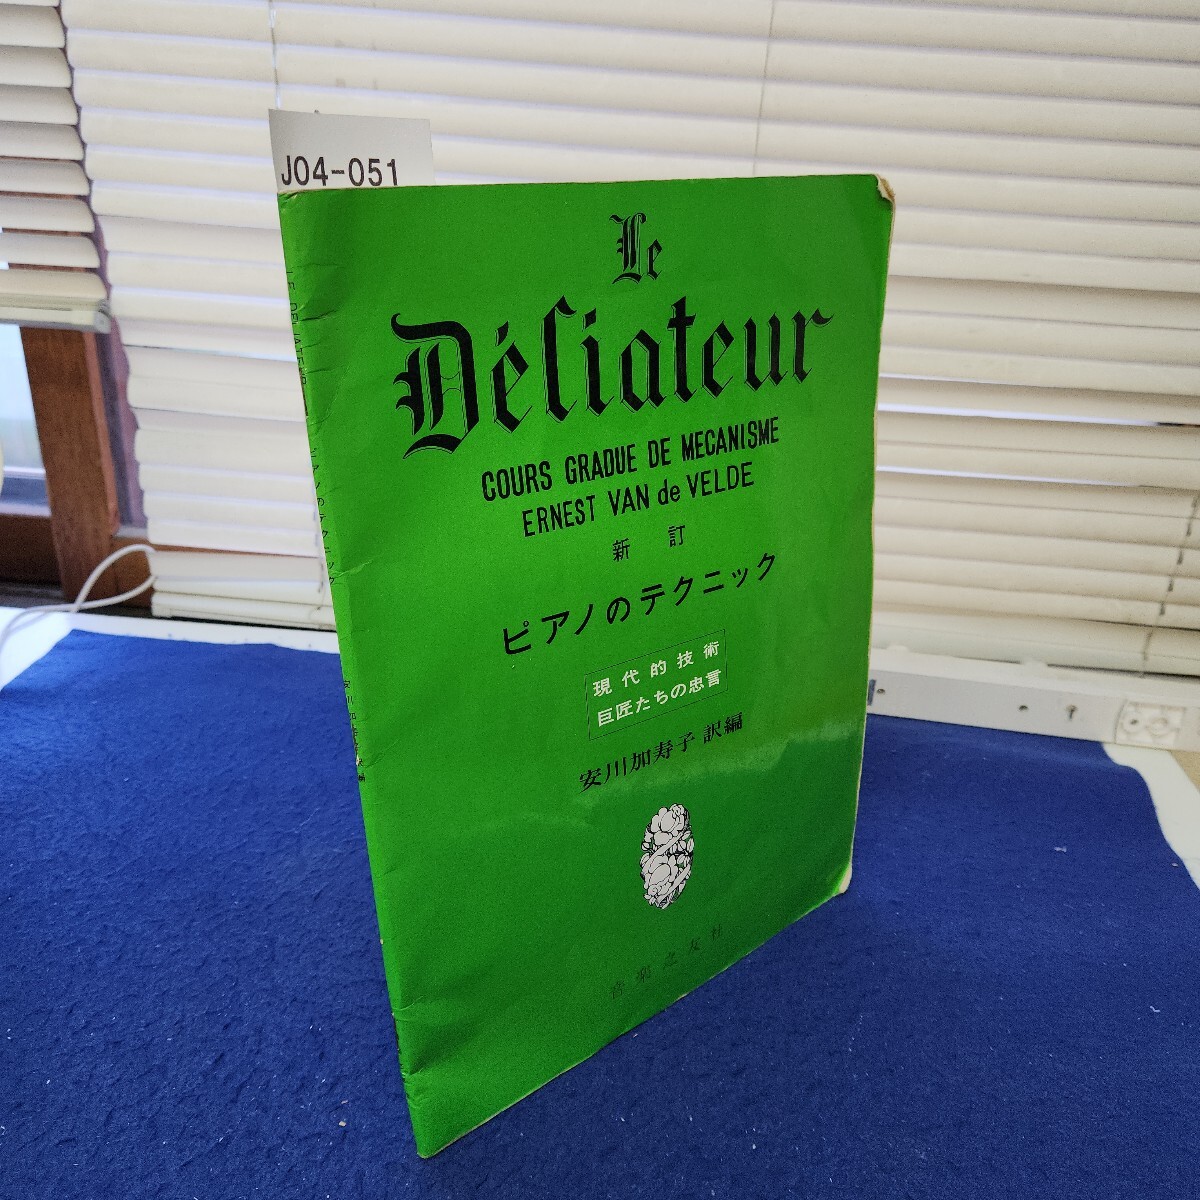 J04-051
Le
Déliateur
COURS GRADUE DE MECANISME
ERNEST VAN de VELDE
新訂
ピアノのテクニック
現代的技術
巨匠たちの忠言
安川加寿子 訳編
音楽之友社